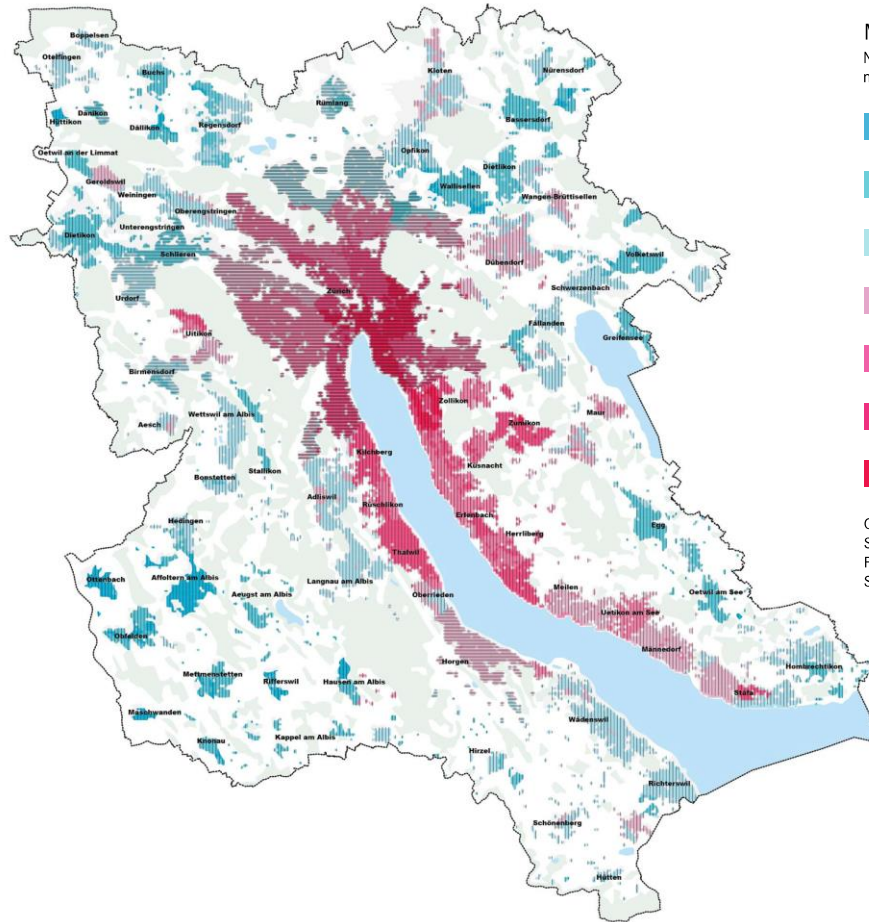 Boppelsen
Otelfingen
Buchs
Hüttikon
Dänikon
Dällikon
Regensdorf
Rümlang
Kloten
Nürensdorf
Bassersdorf
Opfikon
Wallisellen
Dietlikon
Wangen-Brüttisellen
Oetwil an der Limmat
Geroldswil
Weiningen
Oberengstringen
Unterengstringen
Dietikon
Schlieren
Urdorf
Uitikon
Birmensdorf
Aesch
Zürich
Dübendorf
Volketswil
Schwerzenbach
Fällanden
Greifensee
Maur
Zollikon
Zumikon
Küsnacht
Wettswil am Albis
Stallikon
Bonstetten
Hedingen
Kilchberg
Adliswil
Rüschlikon
Thalwil
Langnau am Albis
Oberrieden
Erlenbach
Herrliberg
Egg
Oetwil am See
Meilen
Uetikon am See
Männedorf
Hombrechtikon
Stäfa
Ottenbach
Affoltern am Albis
Aeugst am Albis
Obfelden
Mettmenstetten
Rifferswil
Hausen am Albis
Maschwanden
Knonau
Kappel am Albis
Horgen
Hirzel
Wädenswil
Richterswil
Schönenberg
Hütten